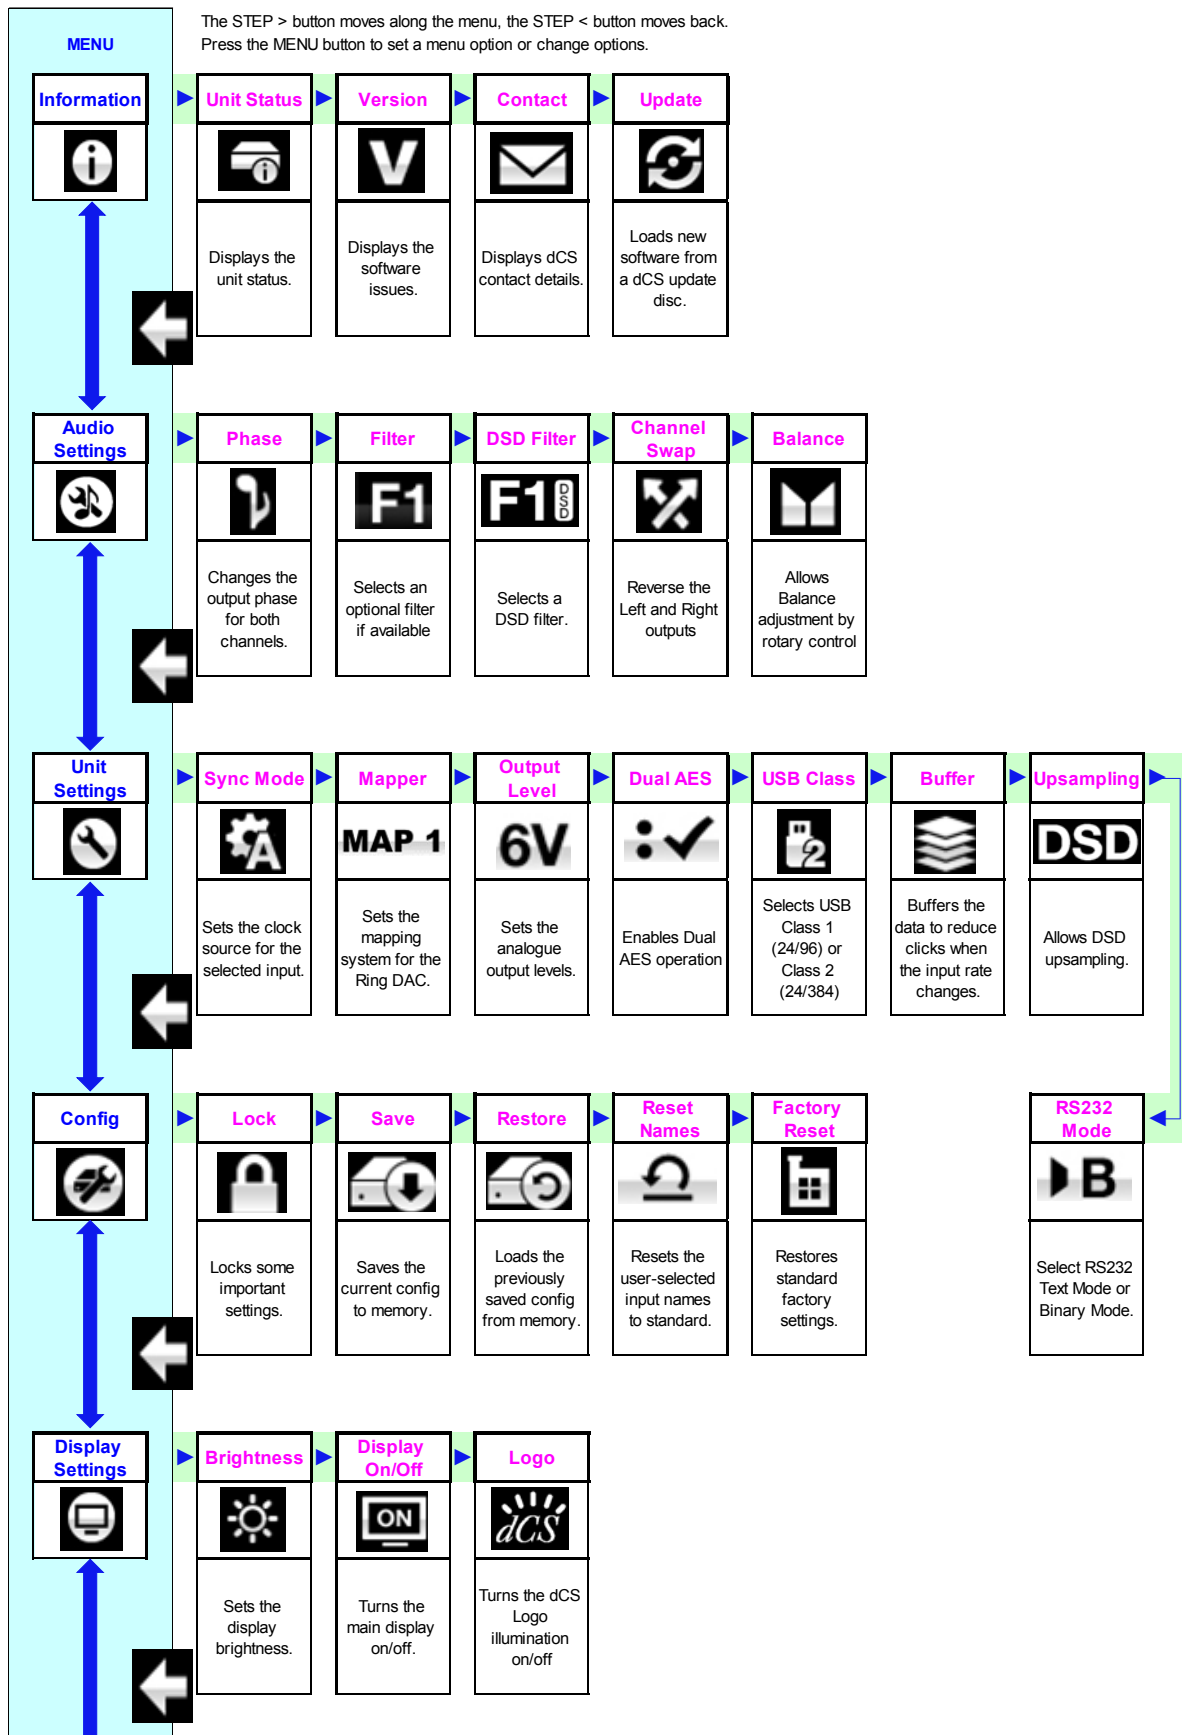 The STEP > button moves along the menu, the STEP < button moves back.
MENU
Press the MENU button to set a menu option or change options.
Information
Unit Status
Version
Contact
Update
V
Displays the
unit status.
Displays the
software
issues.
Displays dCS
contact details.
Loads new
software from
a dCS update
disc.
Audio
Settings
Phase
Filter
DSD Filter
Channel
Swap
Balance
F1
F1 DSD
Changes the
output phase
for both
channels.
Selects an
optional filter
if available
Selects a
DSD filter.
Reverse the
Left and Right
outputs
Allows
Balance
adjustment by
rotary control
Unit
Settings
Sync Mode
Mapper
Output
Level
Dual AES
USB Class
Buffer
Upsampling
A
MAP 1
6V
2
DSD
Sets the clock
source for the
selected input.
Sets the
mapping
system for the
Ring DAC.
Sets the
analogue
output levels.
Enables Dual
AES operation
Selects USB
Class 1
(24/96) or
Class 2
(24/384)
Buffers the
data to reduce
clicks when
the input rate
changes.
Allows DSD
upsampling.
Config
Lock
Save
Restore
Reset
Names
Factory
Reset
RS232
Mode
B
Locks some
important
settings.
Saves the
current config
to memory.
Loads the
previously
saved config
from memory.
Resets the
user-selected
input names
to standard.
Restores
standard
factory
settings.
Select RS232
Text Mode or
Binary Mode.
Display
Settings
Brightness
Display
On/Off
Logo
ON
dCS
Sets the
display
brightness.
Turns the
main display
on/off.
Turns the dCS
Logo
illumination
on/off